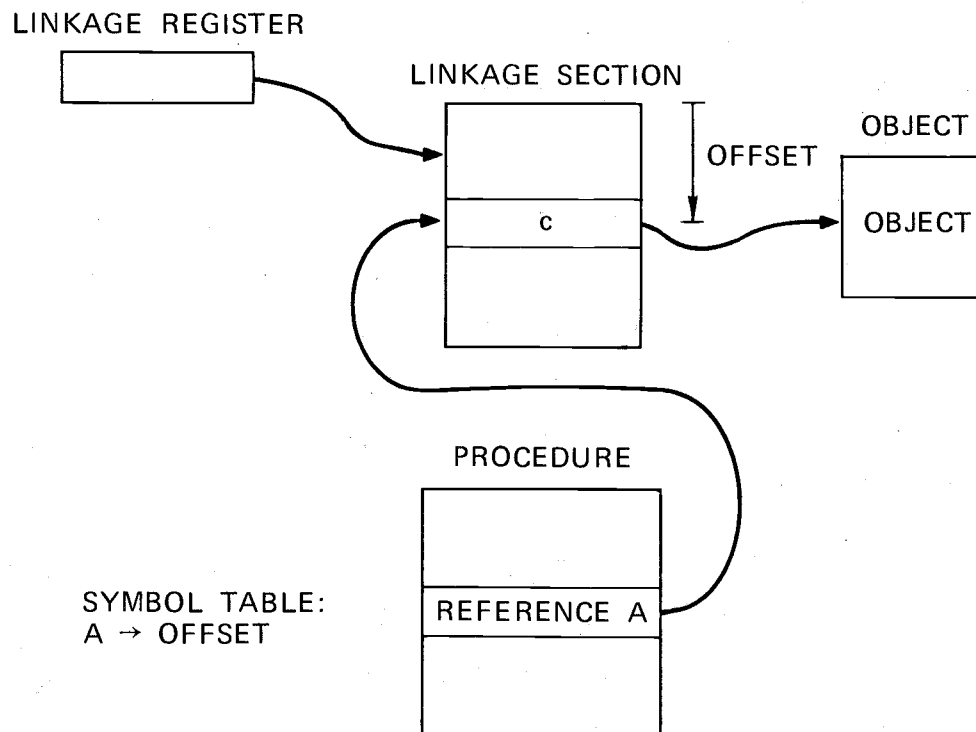 LINKAGE REGISTER
LINKAGE SECTION
OBJECT
OFFSET
c
OBJECT
PROCEDURE
REFERENCE A
SYMBOL TABLE:
A → OFFSET